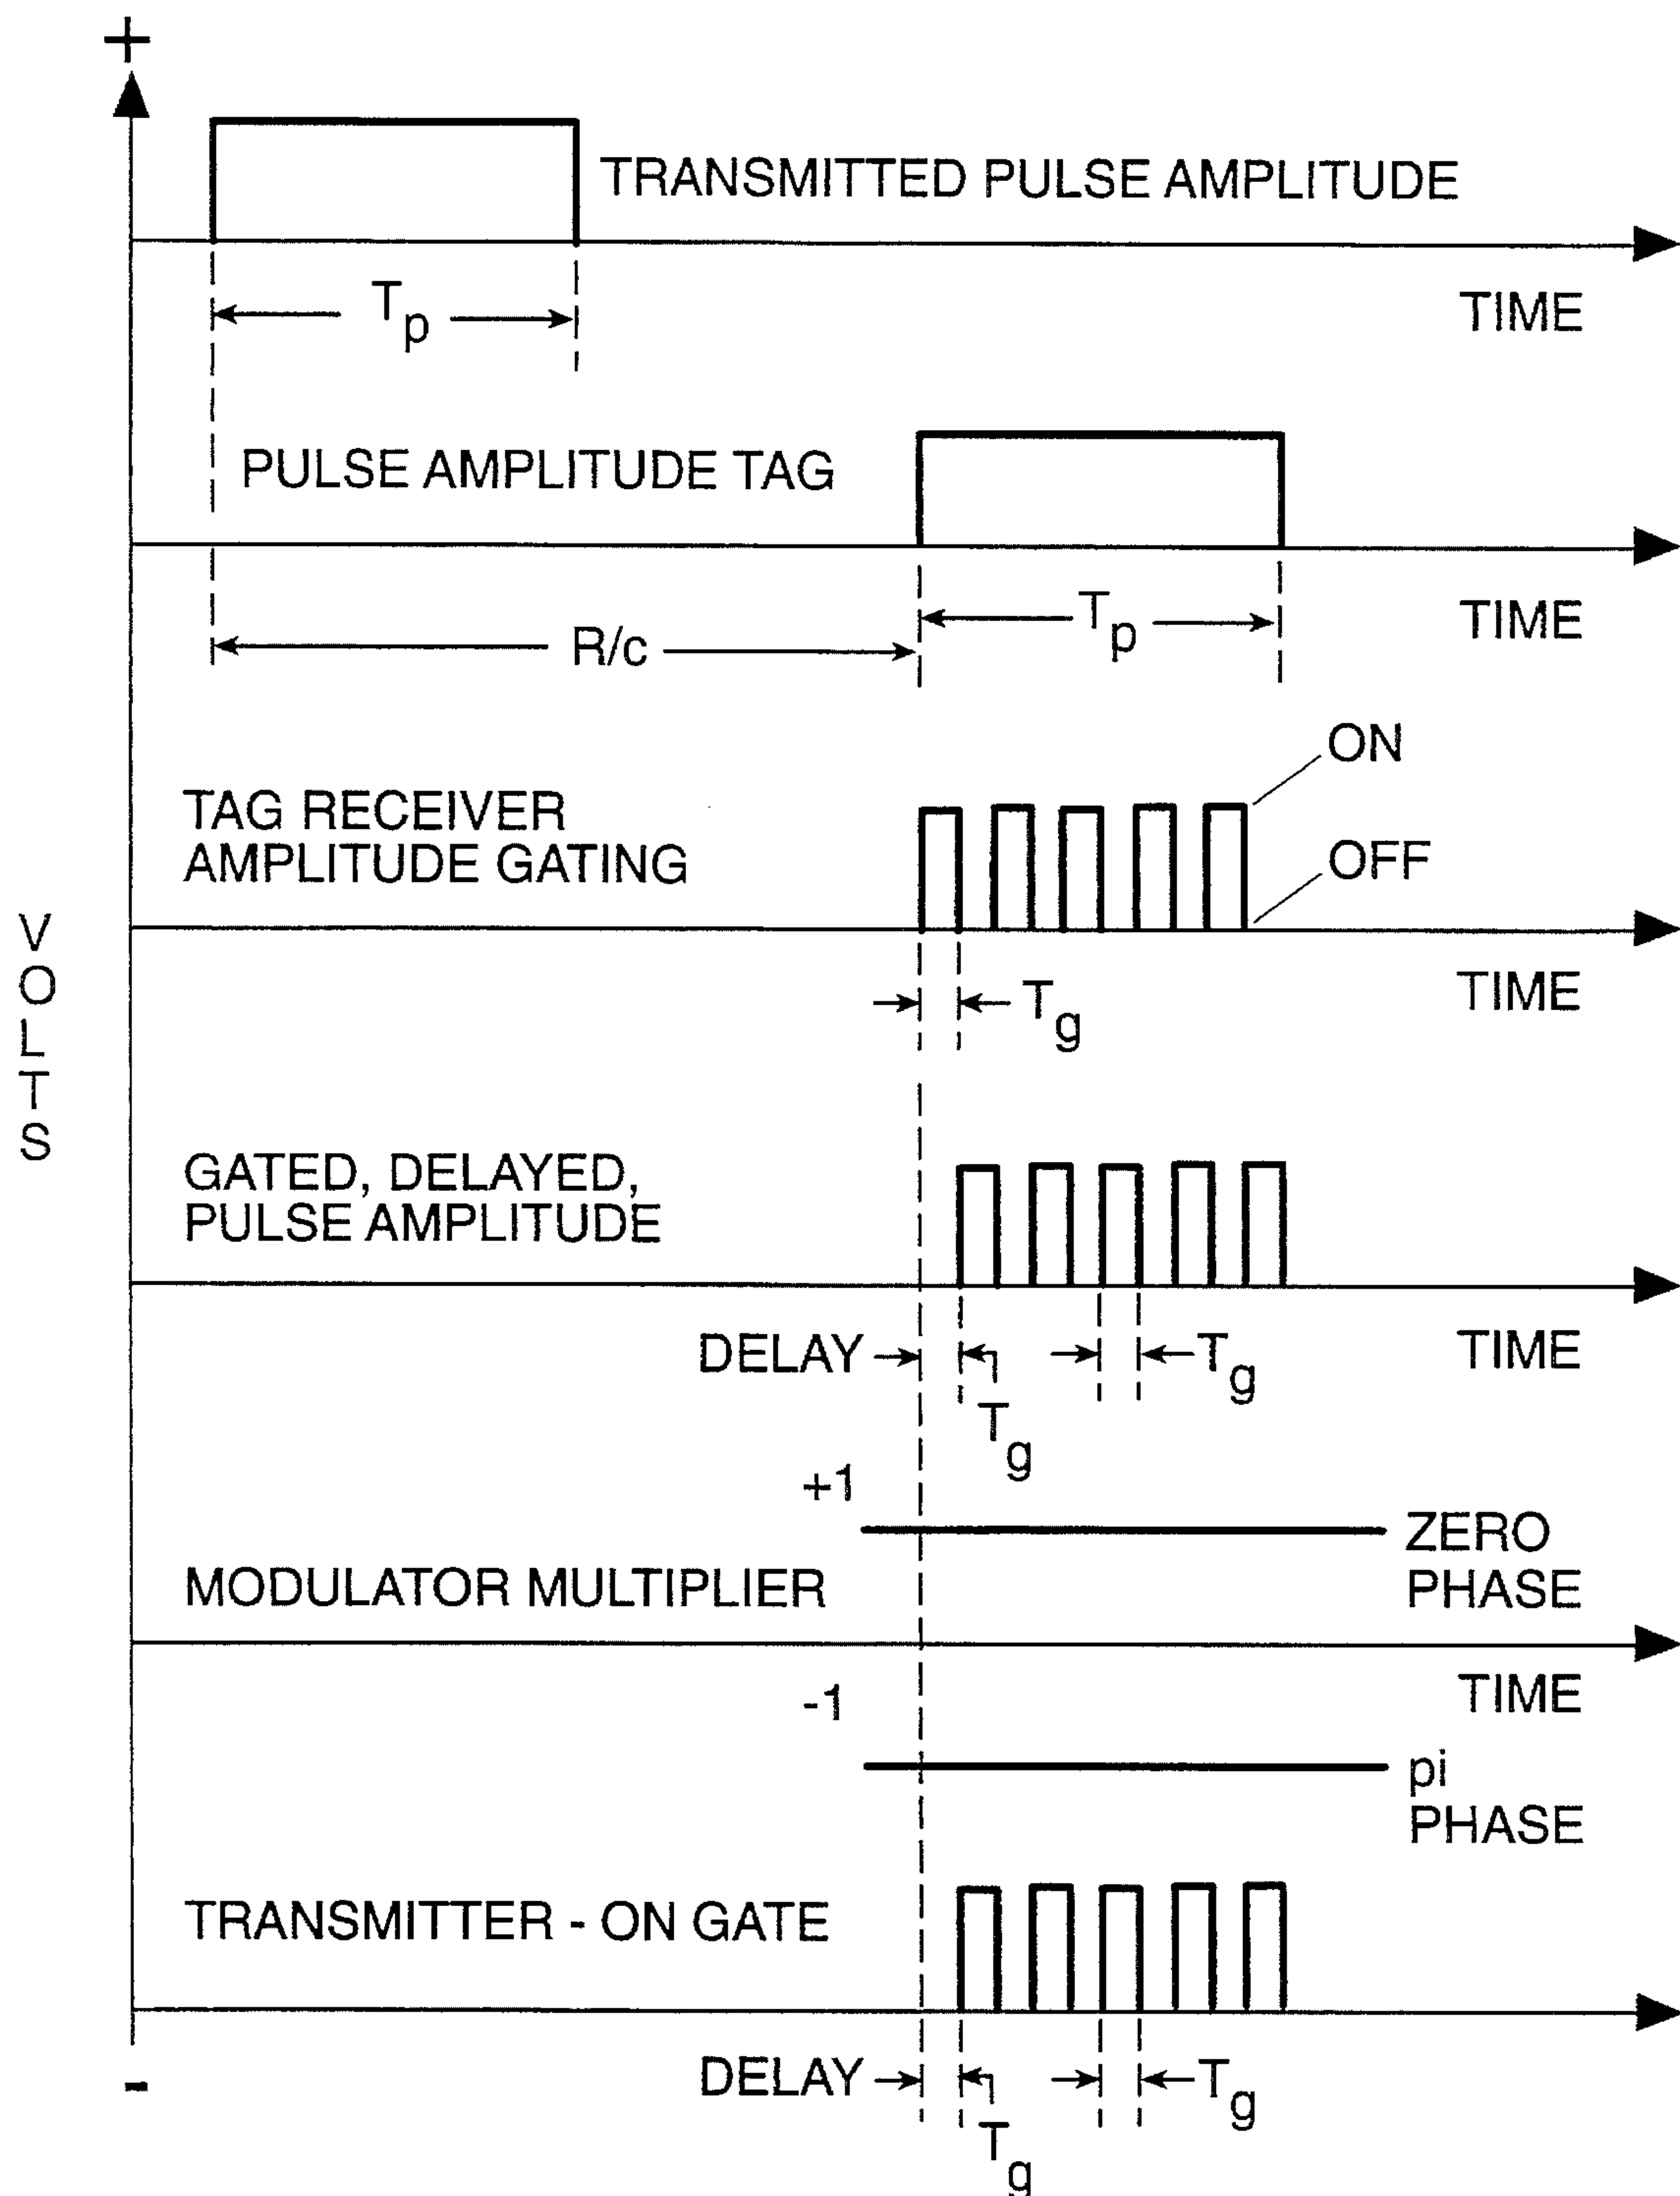 +
TRANSMITTED PULSE AMPLITUDE
TIME
Tp
PULSE AMPLITUDE TAG
TIME
Tp
R/c
ON
TAG RECEIVER
AMPLITUDE GATING
OFF
VOLTS
TIME
Tg
GATED, DELAYED,
PULSE AMPLITUDE
DELAY
Tg
TIME
Tg
+1
ZERO
PHASE
MODULATOR MULTIPLIER
TIME
-1
pi
PHASE
TRANSMITTER - ON GATE
-
DELAY
Tg
Tg